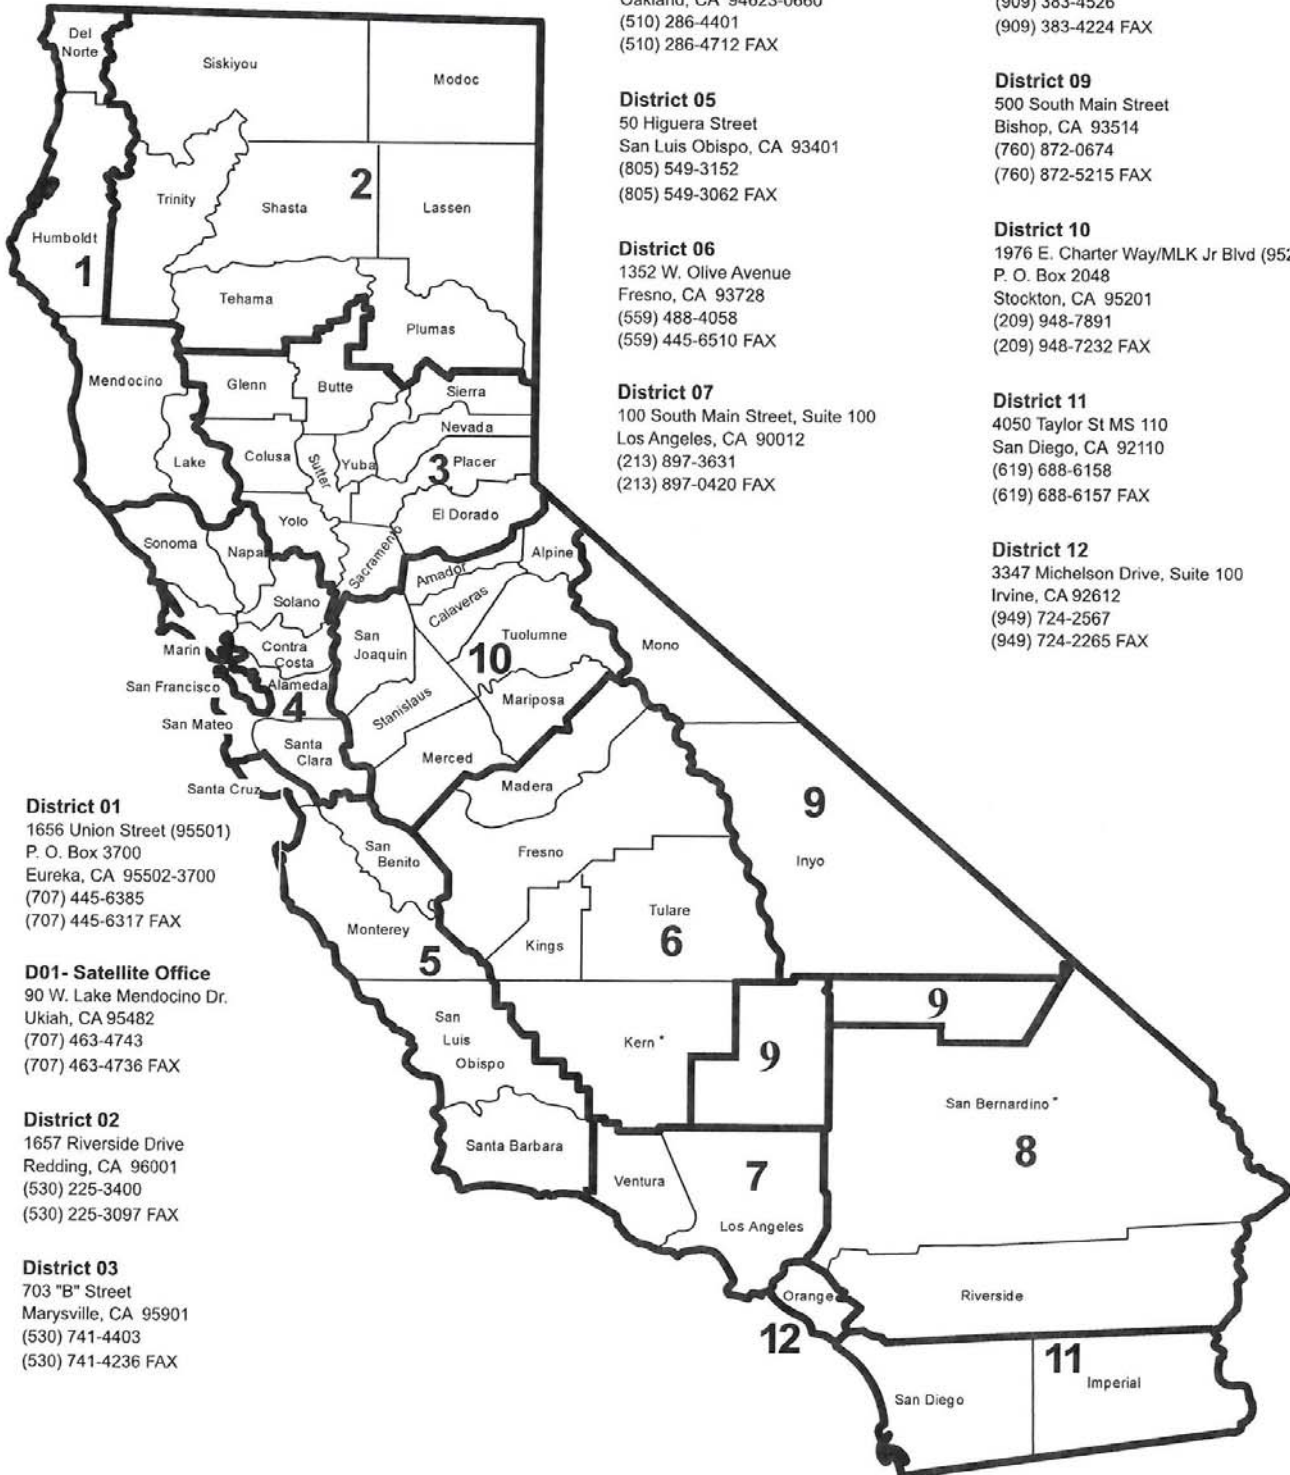 Oakland, CA 94623-0660
(510) 286-4401
(510) 286-4712 FAX
District 05
50 Higuera Street
San Luis Obispo, CA 93401
(805) 549-3152
(805) 549-3062 FAX
District 06
1352 W. Olive Avenue
Fresno, CA 93728
(559) 488-4058
(559) 445-6510 FAX
District 07
100 South Main Street, Suite 100
Los Angeles, CA 90012
(213) 897-3631
(213) 897-0420 FAX
(909) 383-4526
(909) 383-4224 FAX
District 09
500 South Main Street
Bishop, CA 93514
(760) 872-0674
(760) 872-5215 FAX
District 10
1976 E. Charter Way/MLK Jr Blvd (952
P. O. Box 2048
Stockton, CA 95201
(209) 948-7891
(209) 948-7232 FAX
District 11
4050 Taylor St MS 110
San Diego, CA 92110
(619) 688-6158
(619) 688-6157 FAX
District 12
3347 Michelson Drive, Suite 100
Irvine, CA 92612
(949) 724-2567
(949) 724-2265 FAX
Del
Norte
Siskiyou
Modoc
2
Trinity
Shasta
Lassen
Humboldt
1
Tehama
Plumas
Mendocino
Glenn
Butte
Sierra
Nevada
Lake
Colusa
Sutter
Yuba
3
Placer
Yolo
El Dorado
Sonoma
Napa
Sacramento
Alpine
Amador
Solano
Calaveras
Marin
Contra
Costa
San
Joaquin
10
Tuolumne
Mono
San Francisco
Alameda
4
Stanislaus
Mariposa
San Mateo
Santa
Clara
Merced
Santa Cruz
Madera
9
San
Benito
Fresno
Inyo
Monterey
5
Kings
Tulare
6
San
Luis
Obispo
Kern *
9
9
San Bernardino *
8
Santa Barbara
Ventura
7
Los Angeles
Orange
12
Riverside
11
San Diego
Imperial
District 01
1656 Union Street (95501)
P. O. Box 3700
Eureka, CA 95502-3700
(707) 445-6385
(707) 445-6317 FAX
D01- Satellite Office
90 W. Lake Mendocino Dr.
Ukiah, CA 95482
(707) 463-4743
(707) 463-4736 FAX
District 02
1657 Riverside Drive
Redding, CA 96001
(530) 225-3400
(530) 225-3097 FAX
District 03
703 "B" Street
Marysville, CA 95901
(530) 741-4403
(530) 741-4236 FAX